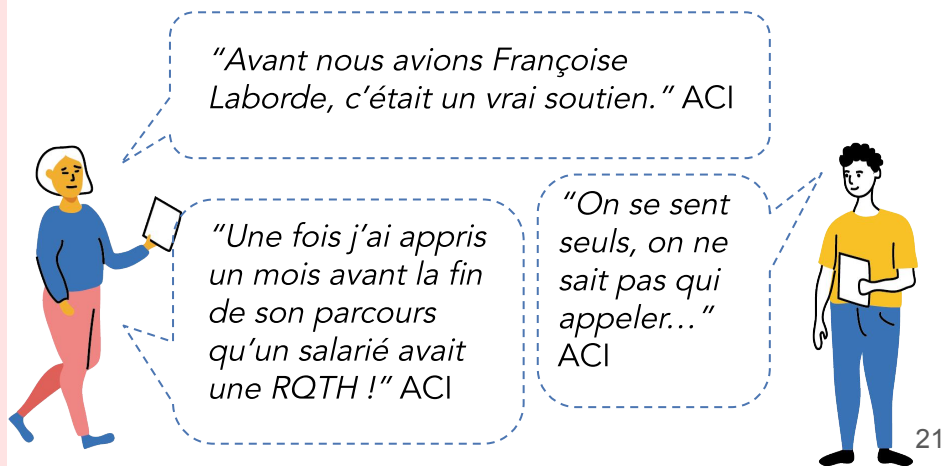 “Avant nous avions Françoise
Laborde, c’était un vrai soutien.” ACI
“Une fois j’ai appris
un mois avant la fin
de son parcours
qu’un salarié avait
une RQTH !” ACI
“On se sent
seuls, on ne
sait pas qui
appeler…”
ACI
21